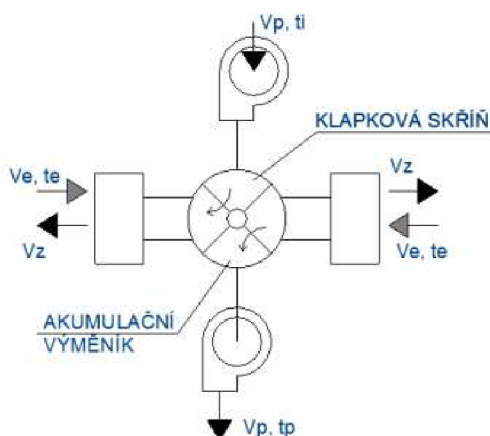 Vp, ti
KLAPKOVÁ SKŘÍŇ
Ve, te
Vz
Vz
Ve, te
AKUMULAČNÍ
VÝMĚNÍK
Vp, tp